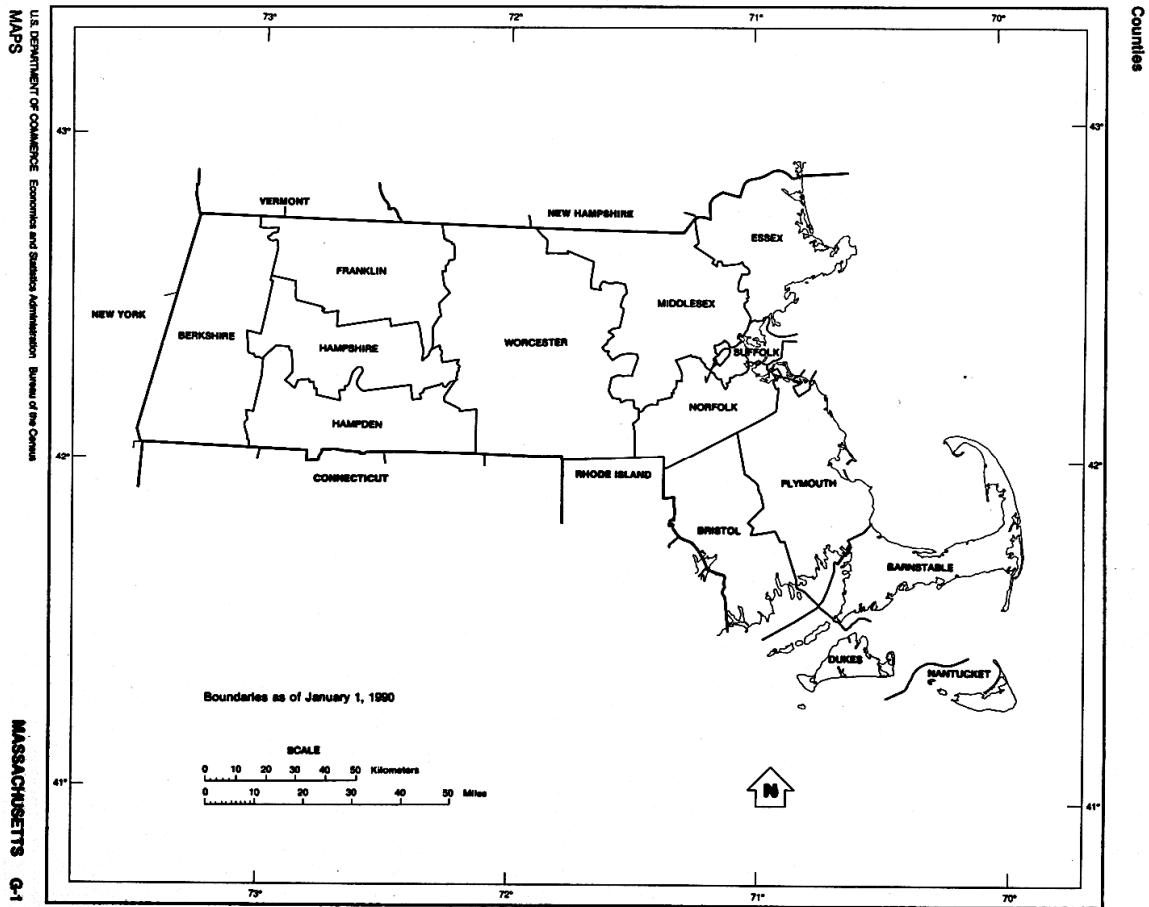 Counties
U.S. DEPARTMENT OF COMMERCE Economics and Statistics Administration Bureau of the Census
MAPS
MASSACHUSETTS G-1
73° 72° 71° 70°
43° 43°
VERMONT
NEW HAMPSHIRE
ESSEX
FRANKLIN
MIDDLESEX
NEW YORK
BERKSHIRE
HAMPSHIRE
WORCESTER
SUFFOLK
NORFOLK
HAMPDEN
42° 42°
CONNECTICUT
RHODE ISLAND
PLYMOUTH
BRISTOL
BARNSTABLE
DUKES
NANTUCKET
Boundaries as of January 1, 1990
SCALE
0 10 20 30 40 50 Kilometers
0 10 20 30 40 50 Miles
N
41° 41°
73° 72° 71° 70°